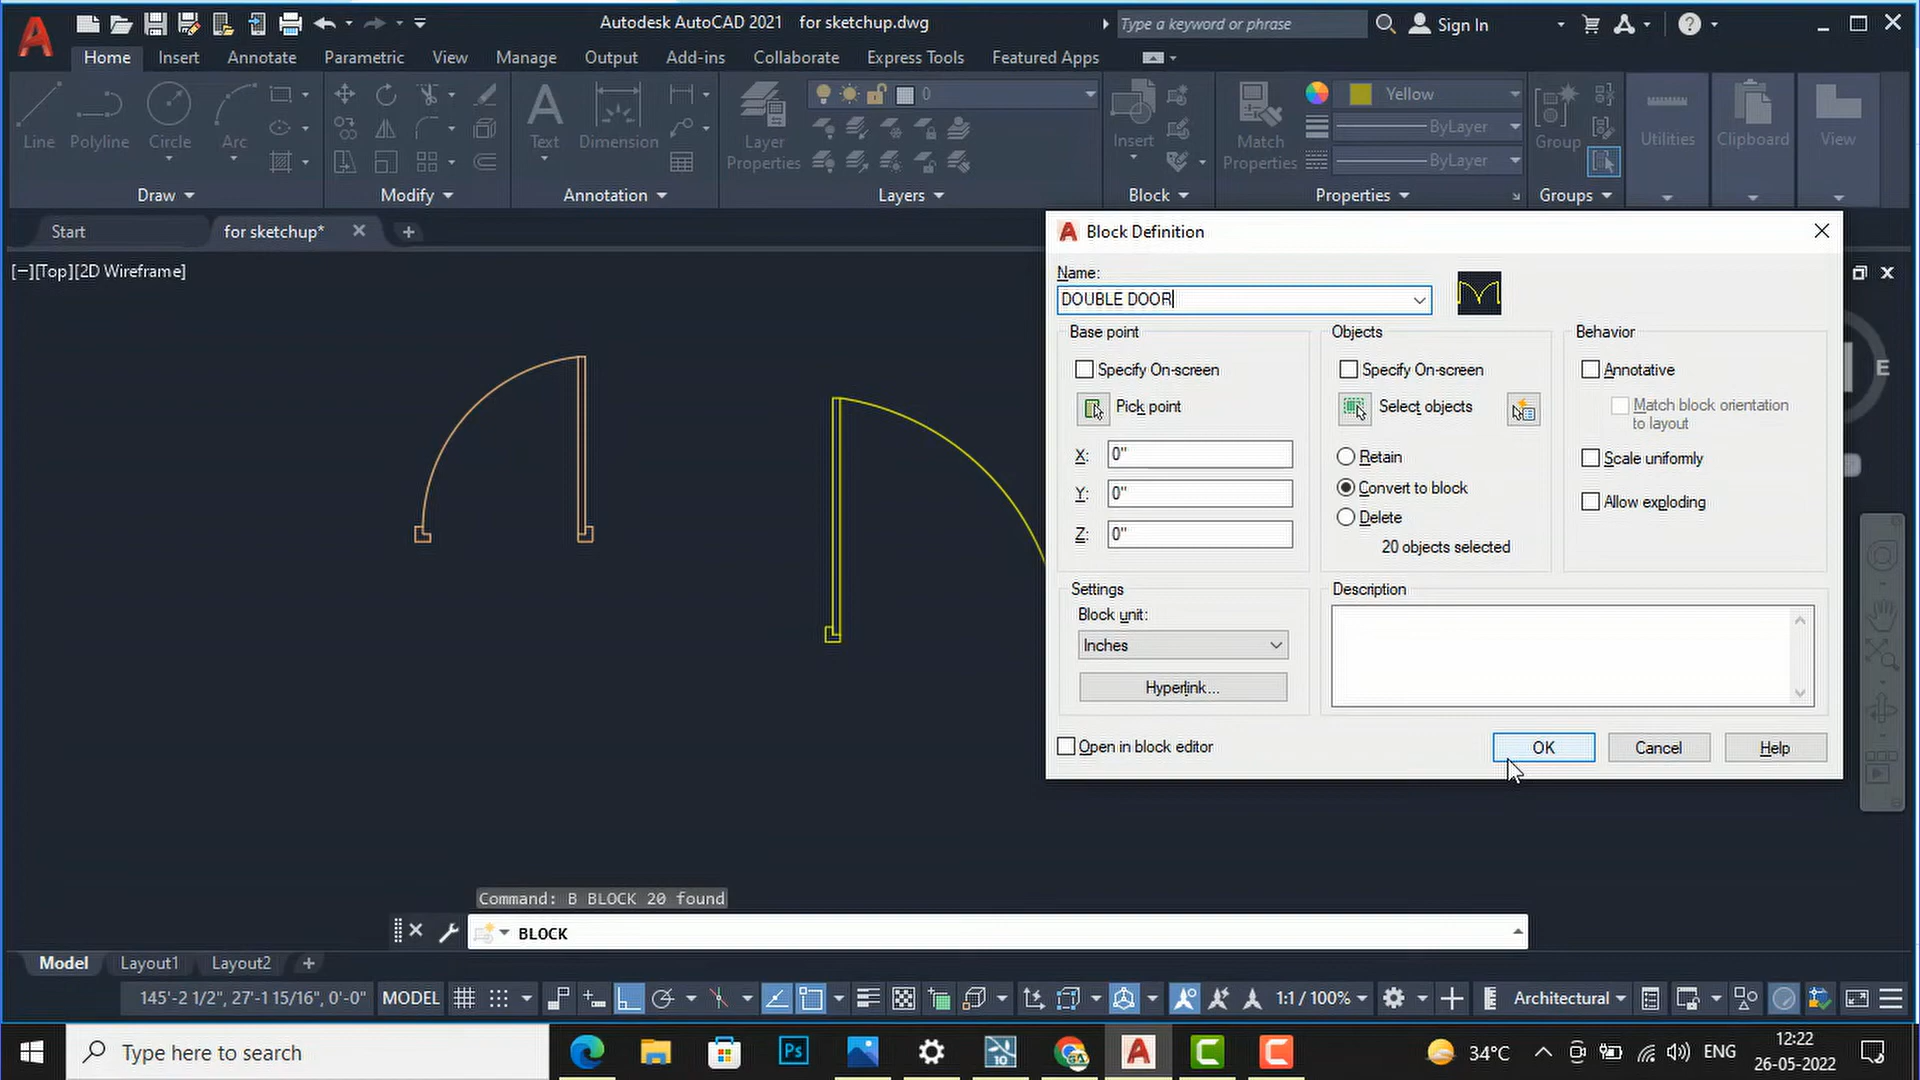 Autodesk AutoCAD 2021 for sketchup.dwg
Type a keyword or phrase
Sign In
Home Insert Annotate Parametric View Manage Output Add-ins Collaborate Express Tools Featured Apps
Line Polyline Circle Arc
Draw
Modify
Text Dimension
Annotation
Layer Properties
0
Layers
Insert
Block
Match Properties
Yellow
ByLayer
ByLayer
Properties
Group
Groups
Utilities
Clipboard
View
Start
for sketchup*
[−][Top][2D Wireframe]
E
Block Definition
Name:
DOUBLE DOOR
Base point
Specify On-screen
Pick point
X: 0"
Y: 0"
Z: 0"
Objects
Specify On-screen
Select objects
Retain
Convert to block
Delete
20 objects selected
Behavior
Annotative
Match block orientation
to layout
Scale uniformly
Allow exploding
Settings
Block unit:
Inches
Hyperlink...
Description
Open in block editor
OK
Cancel
Help
Command: B BLOCK 20 found
BLOCK
Model Layout1 Layout2
145'-2 1/2", 27'-1 15/16", 0'-0" MODEL 1:1 / 100% Architectural
Type here to search
Ps
10
34°C
ENG
12:22
26-05-2022